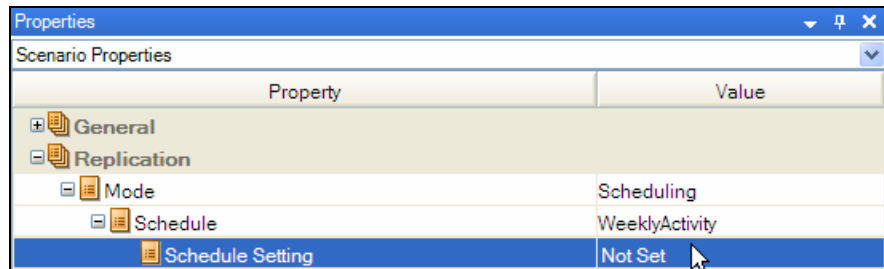 Properties
Scenario Properties
Property Value
General
Replication
Mode Scheduling
Schedule WeeklyActivity
Schedule Setting Not Set